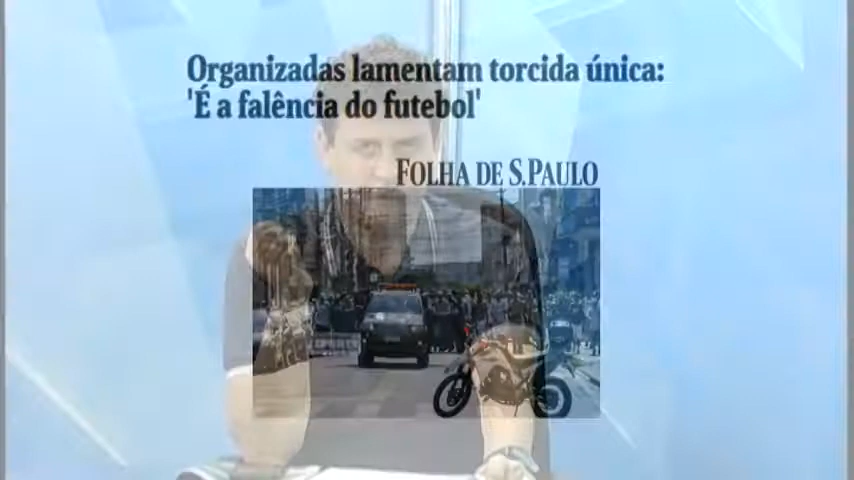 Organizadas lamentam torcida única:
'É a falência do futebol'
FOLHA DE S.PAULO